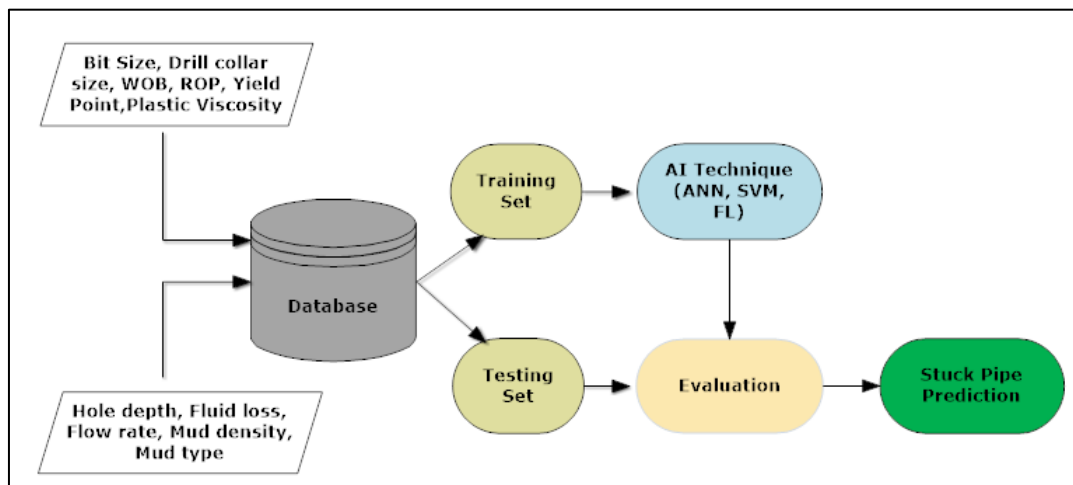 Bit Size, Drill collar
size, WOB, ROP, Yield
Point,Plastic Viscosity
Training
Set
AI Technique
(ANN, SVM,
FL)
Database
Testing
Set
Evaluation
Stuck Pipe
Prediction
Hole depth, Fluid loss,
Flow rate, Mud density,
Mud type